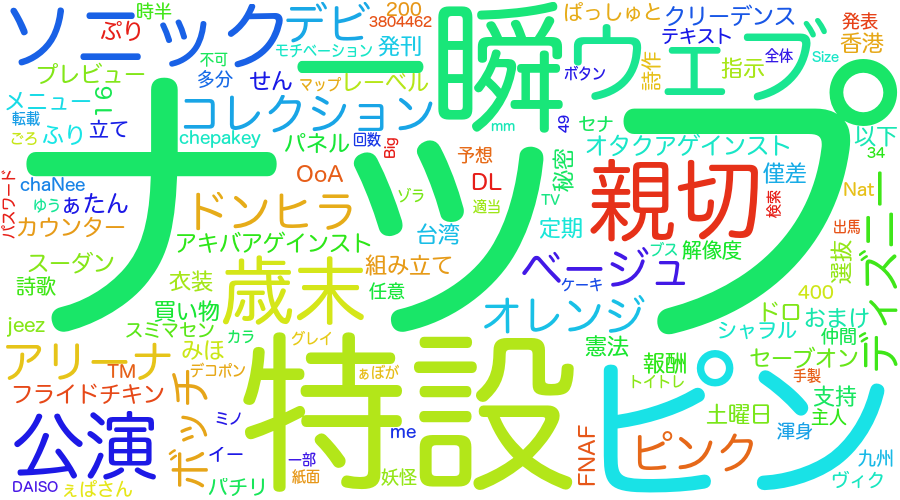 ソニック
ぷり
時半
デビュー
200
3804462
モチベーション
発刊
瞬
ぱっしゅと
クリーデンス
発表
香港
ウェブ
テキスト
全体
Size
プレビュー
16
不可
多分
せん
マップ
レーベル
ボタン
詩作
指示
メニュー
転載
ごろ
ふり
立て
コレクション
chepakey
パネル
回数
Big
mm
49
セナ
オタクアゲインスト
以下
34
ナップ
パスワード
chaNee
ゆう
ぁたん
カウンター
ドンヒラ
OoA
ゾラ
DL
適当
予想
秘密
TV
親切
僅差
検索
Nat
出馬
ディズニー
選抜
アキバアゲインスト
台湾
定期
ブス
解像度
スーダン
詩歌
衣装
歳末
組み立て
任意
ベージュ
ケーキ
400
買い物
オレンジ
ドロ
おまけ
シャヲル
仲間
jeez
スミマセン
カラ
グレイ
憲法
アリーナ
みほ
デコポン
特設
ぁぼが
ピン
報酬
トイトレ
セーブオン
手製
TM
フライドチキン
ボッチ
公演
ミノ
イー
me
一部
紙面
妖怪
FNAF
ピンク
土曜日
支持
主人
渾身
九州
ヴィク
DAISO
ぇぱさん
パチリ